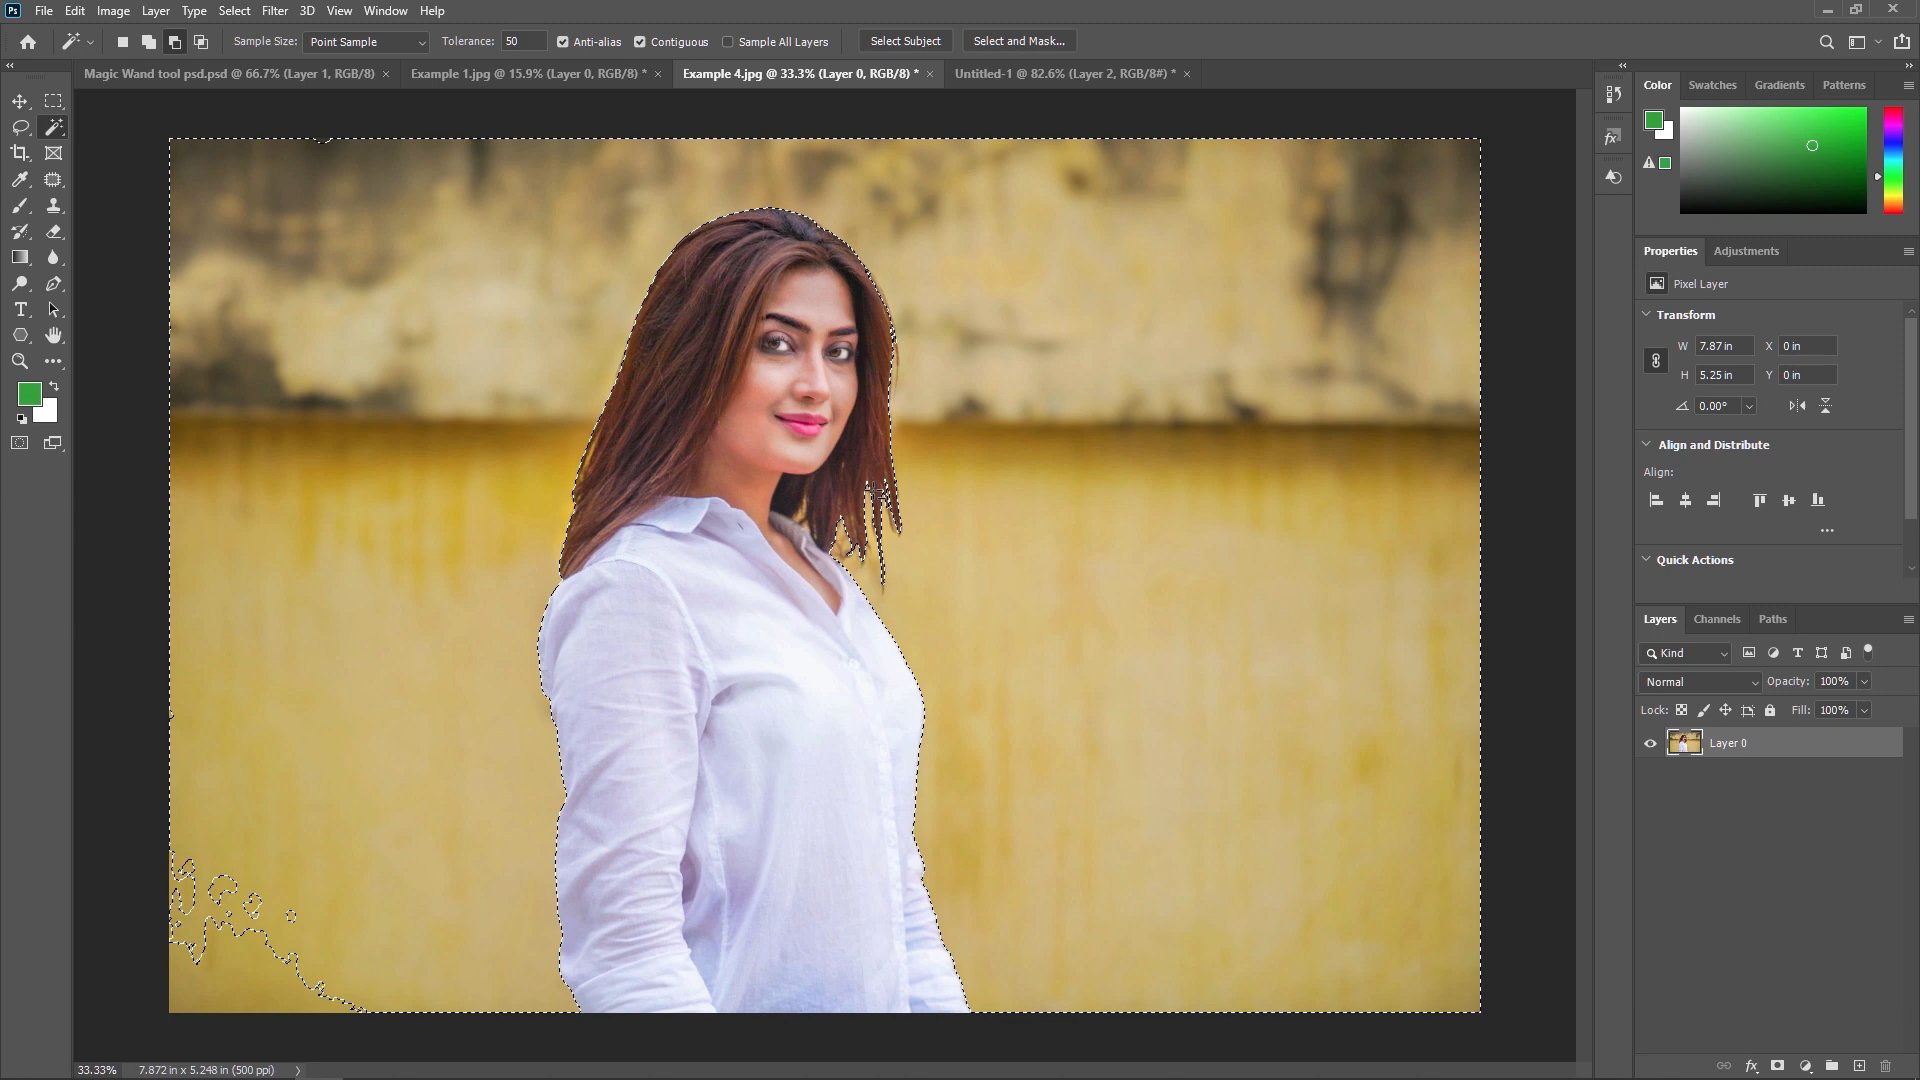 Ps File Edit Image Layer Type Select Filter 3D View Window Help
Sample Size: Point Sample Tolerance: 50 Anti-alias Contiguous Sample All Layers Select Subject Select and Mask...
Magic Wand tool psd.psd @ 66.7% (Layer 1, RGB/8) × Example 1.jpg @ 15.9% (Layer 0, RGB/8) * × Example 4.jpg @ 33.3% (Layer 0, RGB/8) * × Untitled-1 @ 82.6% (Layer 2, RGB/8#) * ×
Color Swatches Gradients Patterns
Properties Adjustments
Pixel Layer
Transform
W 7.87 in X 0 in
H 5.25 in Y 0 in
0.00°
Align and Distribute
Align:
Quick Actions
Layers Channels Paths
Kind
Normal Opacity: 100%
Lock: Fill: 100%
Layer 0
33.33% 7.872 in x 5.248 in (500 ppi)